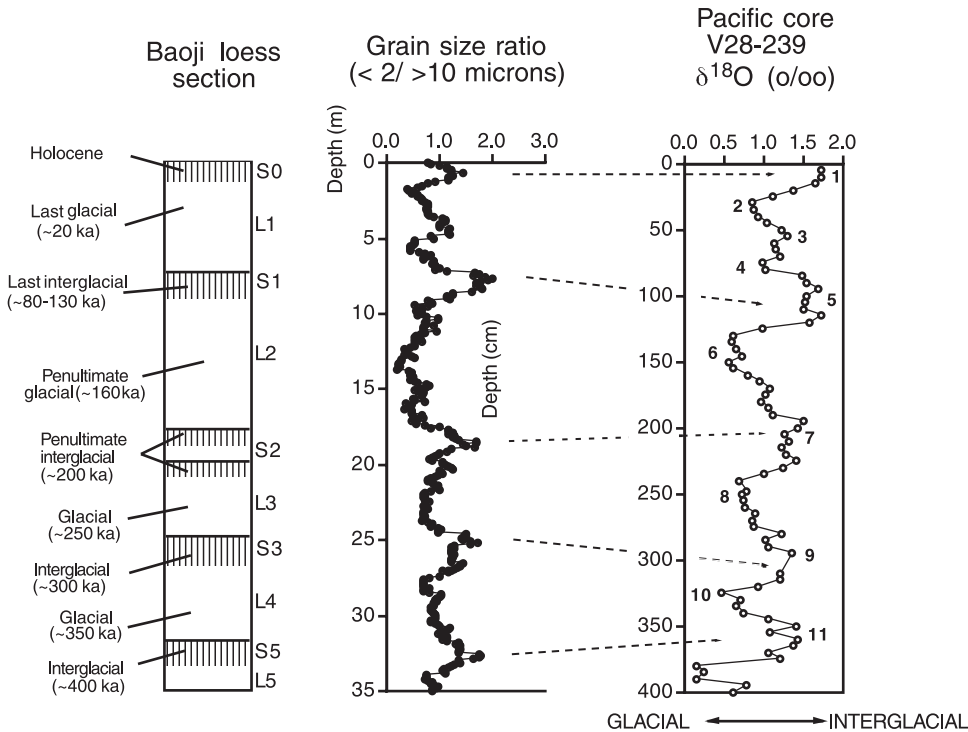 Baoji loess
section
Holocene
Last glacial
(~20 ka)
Last interglacial
(~80-130 ka)
Penultimate
glacial (~160ka)
Penultimate
interglacial
(~200 ka)
Glacial
(~250 ka)
Interglacial
(~300 ka)
Glacial
(~350 ka)
Interglacial
(~400 ka)
S0
L1
S1
L2
S2
L3
S3
L4
S5
L5
Grain size ratio
(< 2/ >10 microns)
0.0 1.0 2.0 3.0
Depth (m)
0
5
10
15
20
25
30
35
Pacific core
V28-239
δ18O (o/oo)
0.0 0.5 1.0 1.5 2.0
Depth (cm)
0
50
100
150
200
250
300
350
400
1
2
3
4
5
6
7
8
9
10
11
GLACIAL INTERGLACIAL